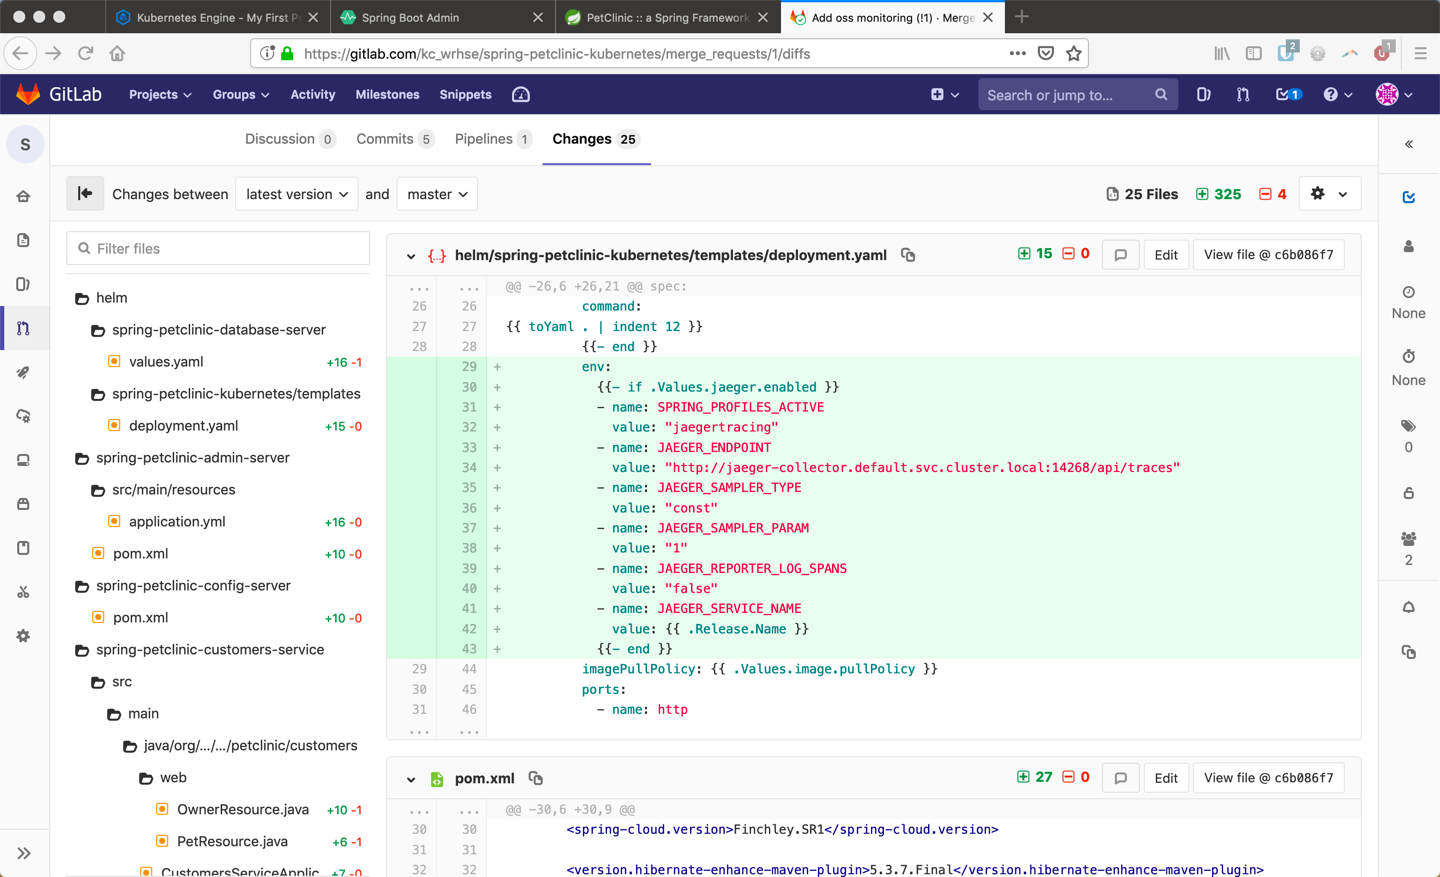 Kubernetes Engine - My First P
Spring Boot Admin
PetClinic :: a Spring Framework
Add oss monitoring (!1) · Merge
https://gitlab.com/kc_wrhse/spring-petclinic-kubernetes/merge_requests/1/diffs
2
1
GitLab
Projects
Groups
Activity
Milestones
Snippets
Search or jump to...
1
S
Discussion 0
Commits 5
Pipelines 1
Changes 25
Changes between
latest version
and
master
25 Files
325
4
Filter files
helm
spring-petclinic-database-server
values.yaml +16 -1
spring-petclinic-kubernetes/templates
deployment.yaml +15 -0
spring-petclinic-admin-server
src/main/resources
application.yml +16 -0
pom.xml +10 -0
spring-petclinic-config-server
pom.xml +10 -0
spring-petclinic-customers-service
src
main
java/org/.../.../petclinic/customers
web
OwnerResource.java +10 -1
PetResource.java +6 -1
CustomersServiceApplic +7 -0
helm/spring-petclinic-kubernetes/templates/deployment.yaml
15
0
Edit
View file @ c6b086f7
... ... @@ -26,6 +26,21 @@ spec:
26 26 command:
27 27 {{ toYaml . | indent 12 }}
28 28 {{- end }}
29 + env:
30 + {{- if .Values.jaeger.enabled }}
31 + - name: SPRING_PROFILES_ACTIVE
32 + value: "jaegertracing"
33 + - name: JAEGER_ENDPOINT
34 + value: "http://jaeger-collector.default.svc.cluster.local:14268/api/traces"
35 + - name: JAEGER_SAMPLER_TYPE
36 + value: "const"
37 + - name: JAEGER_SAMPLER_PARAM
38 + value: "1"
39 + - name: JAEGER_REPORTER_LOG_SPANS
40 + value: "false"
41 + - name: JAEGER_SERVICE_NAME
42 + value: {{ .Release.Name }}
43 + {{- end }}
29 44 imagePullPolicy: {{ .Values.image.pullPolicy }}
30 45 ports:
31 46 - name: http
... ...
pom.xml
27
0
Edit
View file @ c6b086f7
... ... @@ -30,6 +30,9 @@
30 30 <spring-cloud.version>Finchley.SR1</spring-cloud.version>
31 31
32 32 <version.hibernate-enhance-maven-plugin>5.3.7.Final</version.hibernate-enhance-maven-plugin>
None
None
0
2